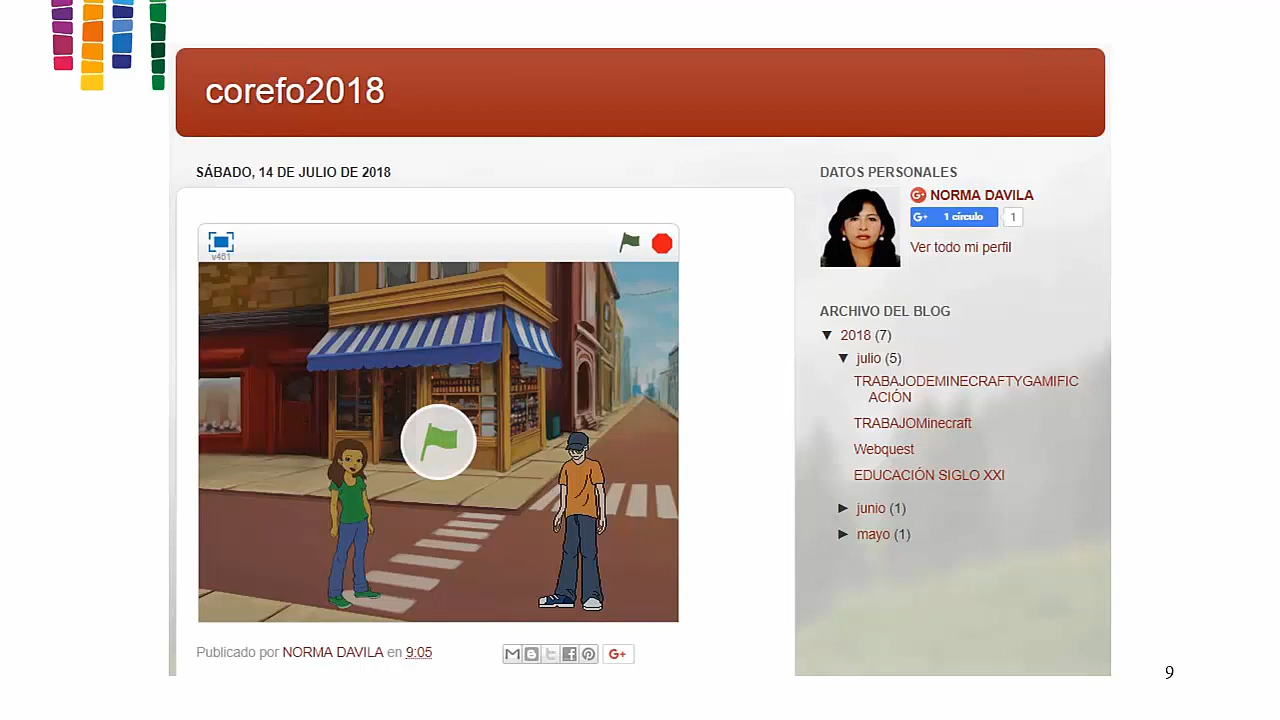 corefo2018
SÁBADO, 14 DE JULIO DE 2018
v461
Publicado por NORMA DAVILA en 9:05
G+
DATOS PERSONALES
NORMA DAVILA
G+ 1 círculo 1
Ver todo mi perfil
ARCHIVO DEL BLOG
▼ 2018 (7)
▼ julio (5)
TRABAJODEMINECRAFTYGAMIFIC
ACIÓN
TRABAJOMinecraft
Webquest
EDUCACIÓN SIGLO XXI
► junio (1)
► mayo (1)
9